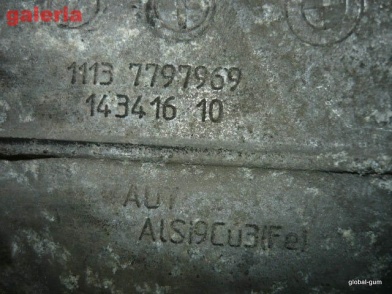 galeria
1113 7797969
143416 10
AUT
AlSi9Cu3(Fe)
global-gum